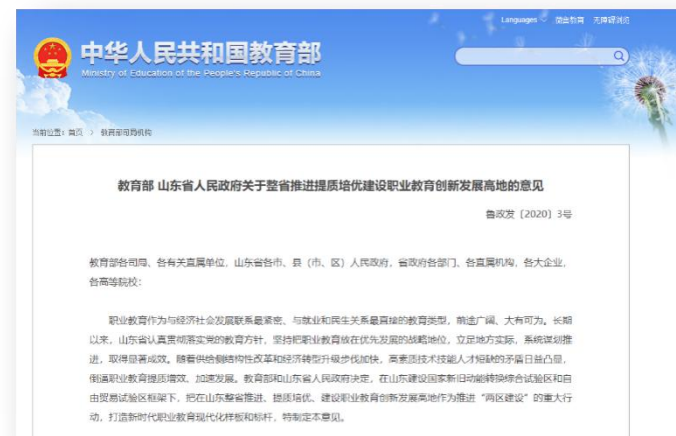 Languages 微言教育 无障碍浏览
中华人民共和国教育部
Ministry of Education of the People's Republic of China
当前位置：首页 > 教育部司局机构
教育部 山东省人民政府关于整省推进提质培优建设职业教育创新发展高地的意见
鲁政发〔2020〕3号
教育部各司局、各有关直属单位，山东省各市、县（市、区）人民政府，省政府各部门、各直属机构，各大企业，
各高等院校：
职业教育作为与经济社会发展联系最紧密、与就业和民生关系最直接的教育类型，前途广阔、大有可为。长期
以来，山东省认真贯彻落实党的教育方针，坚持把职业教育放在优先发展的战略地位，立足地方实际，系统谋划推
进，取得显著成效。随着供给侧结构性改革和经济转型升级步伐加快，高素质技术技能人才短缺的矛盾日益凸显，
倒逼职业教育提质增效、加速发展。教育部和山东省人民政府决定，在山东建设国家新旧动能转换综合试验区和自
由贸易试验区框架下，把在山东整省推进、提质培优、建设职业教育创新发展高地作为推进“两区建设”的重大行
动，打造新时代职业教育现代化样板和标杆，特制定本意见。